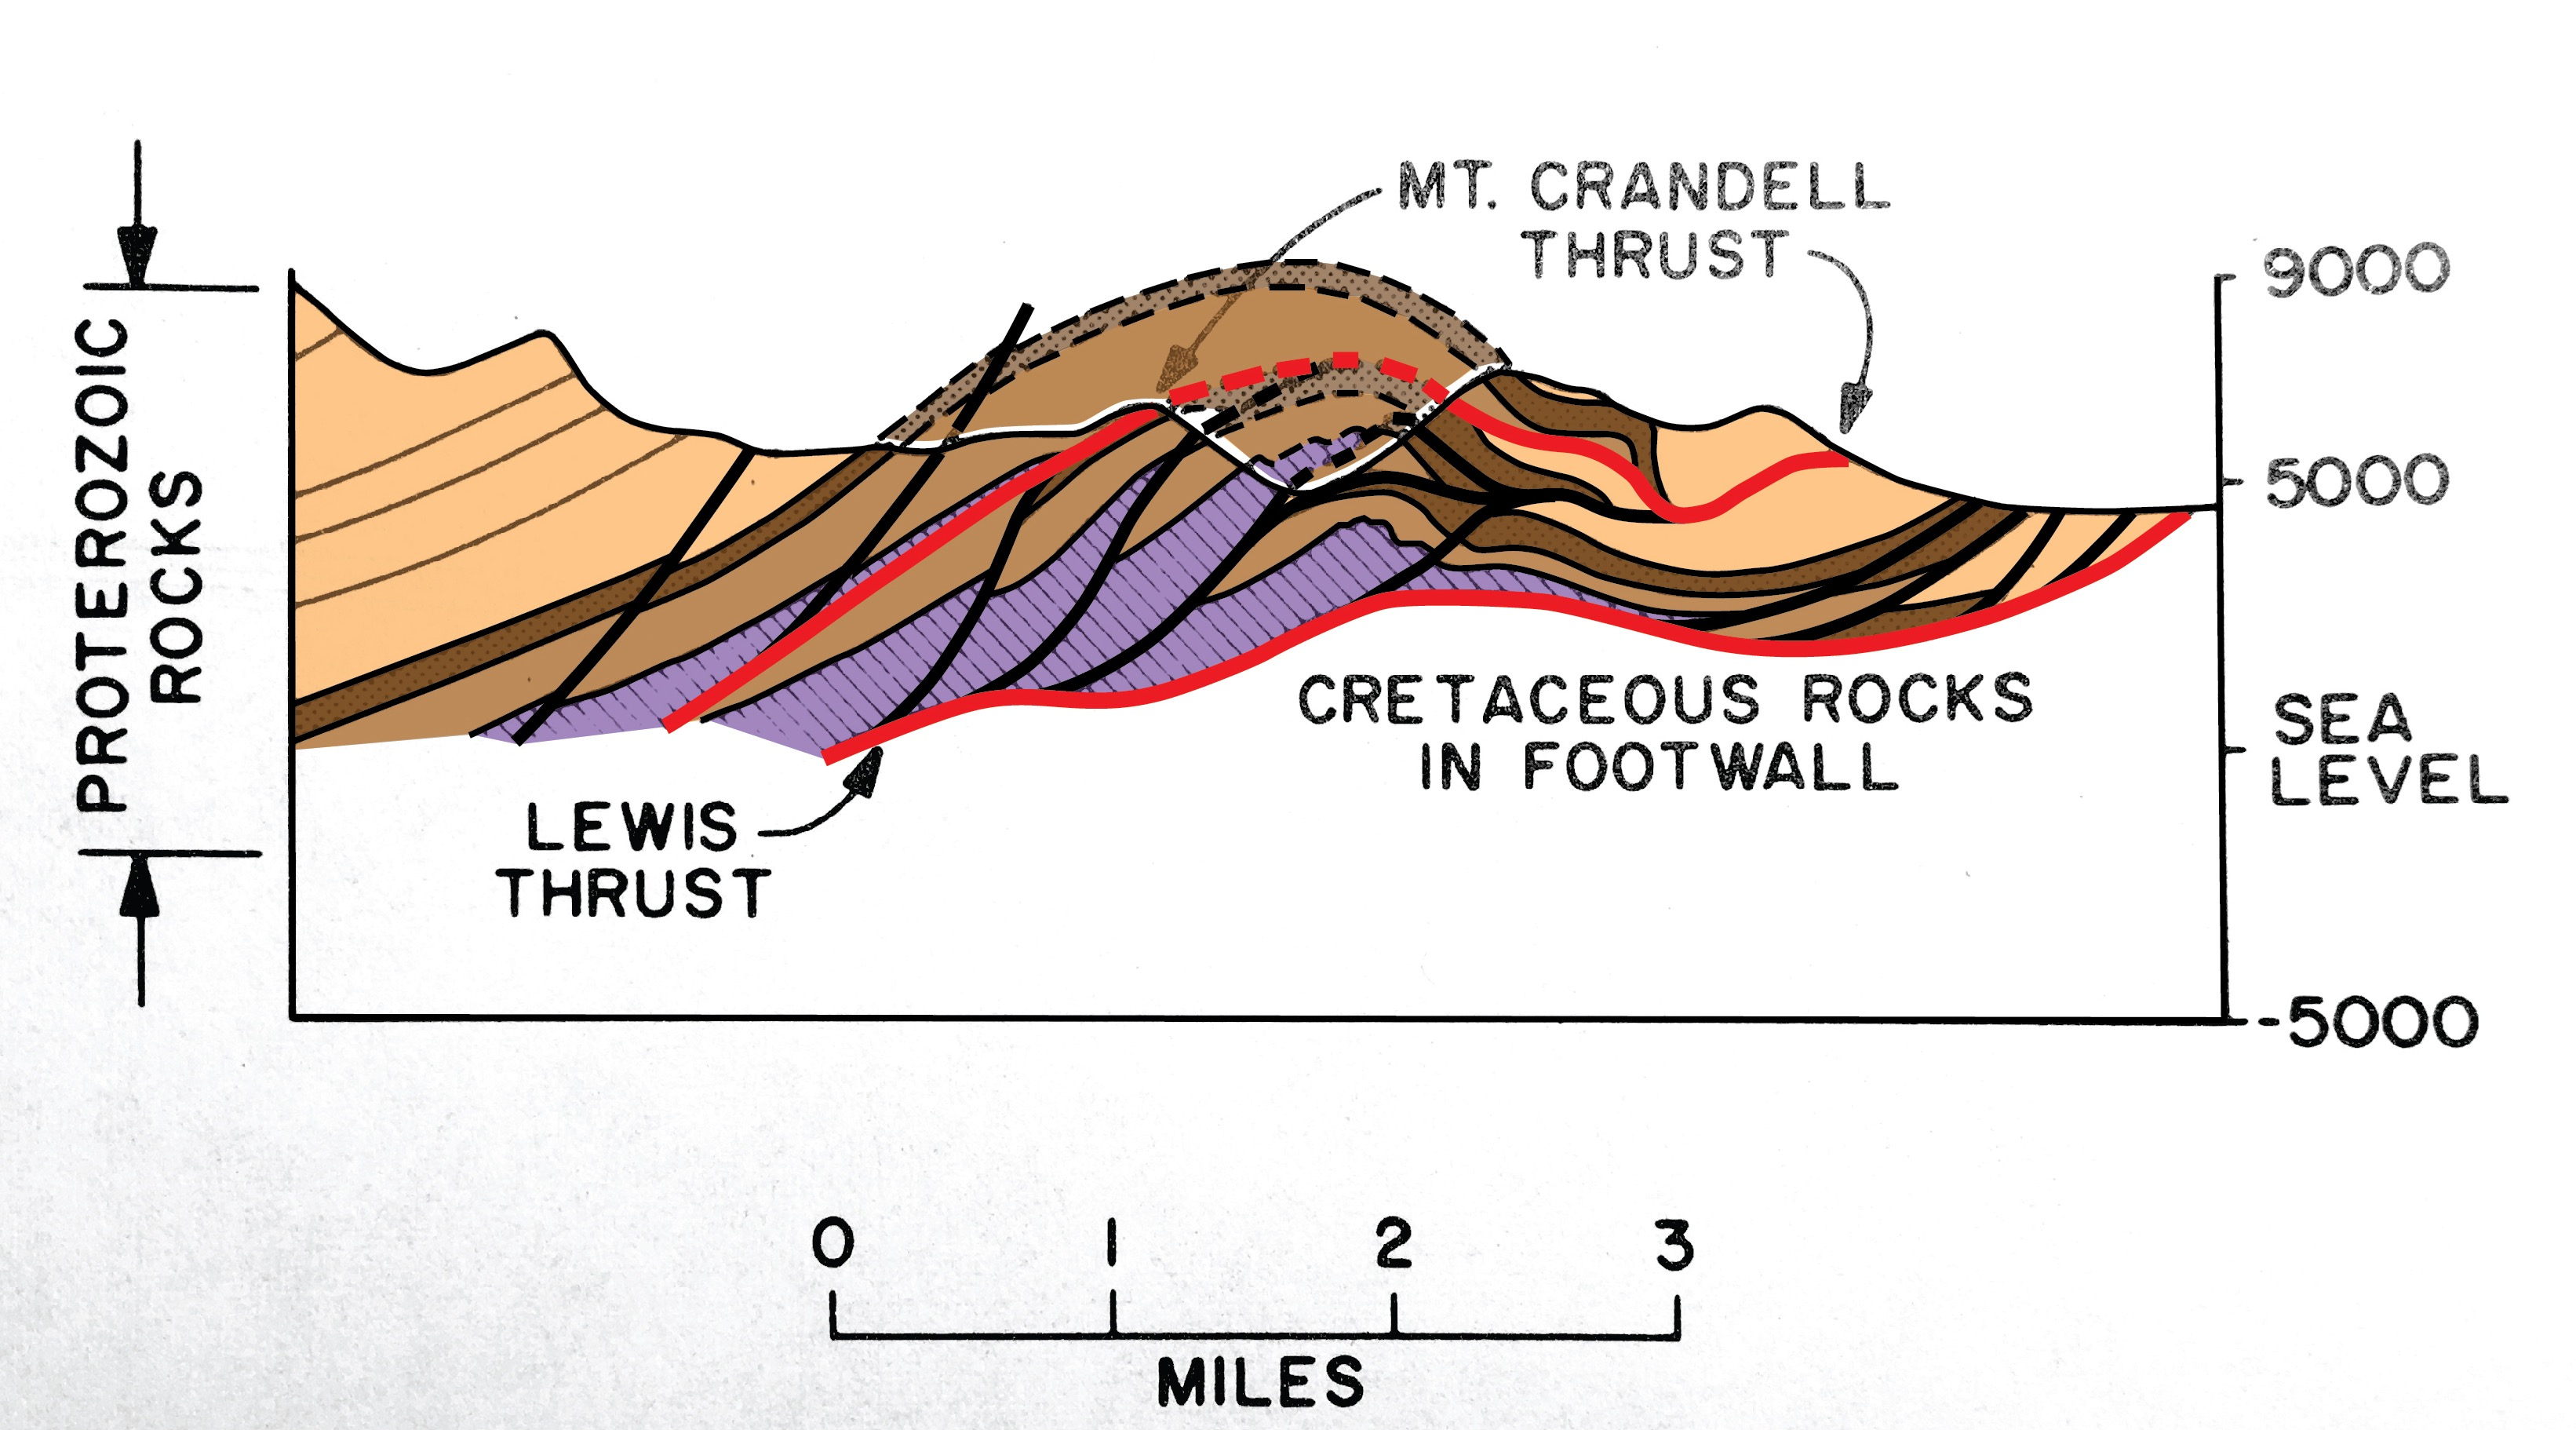 MT. CRANDELL
THRUST
9000
5000
SEA
LEVEL
-5000
PROTEROZOIC
ROCKS
CRETACEOUS ROCKS
IN FOOTWALL
LEWIS
THRUST
0 1 2 3
MILES